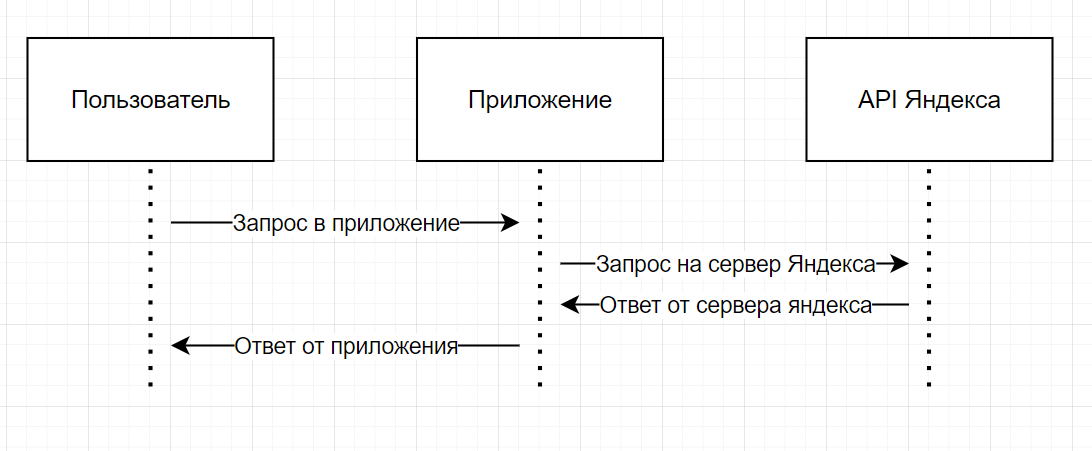 Пользователь
Приложение
API Яндекса
Запрос в приложение
Запрос на сервер Яндекса
Ответ от сервера яндекса
Ответ от приложения